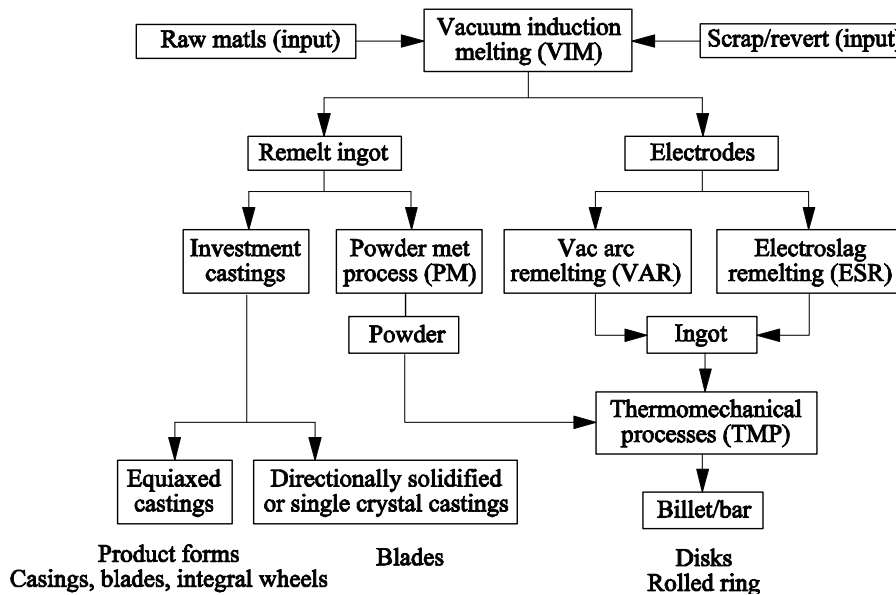 Raw matls (input)
Vacuum induction
melting (VIM)
Scrap/revert (input)
Remelt ingot
Electrodes
Investment
castings
Powder met
process (PM)
Vac arc
remelting (VAR)
Electroslag
remelting (ESR)
Powder
Ingot
Thermomechanical
processes (TMP)
Equiaxed
castings
Directionally solidified
or single crystal castings
Billet/bar
Product forms
Casings, blades, integral wheels
Blades
Disks
Rolled ring